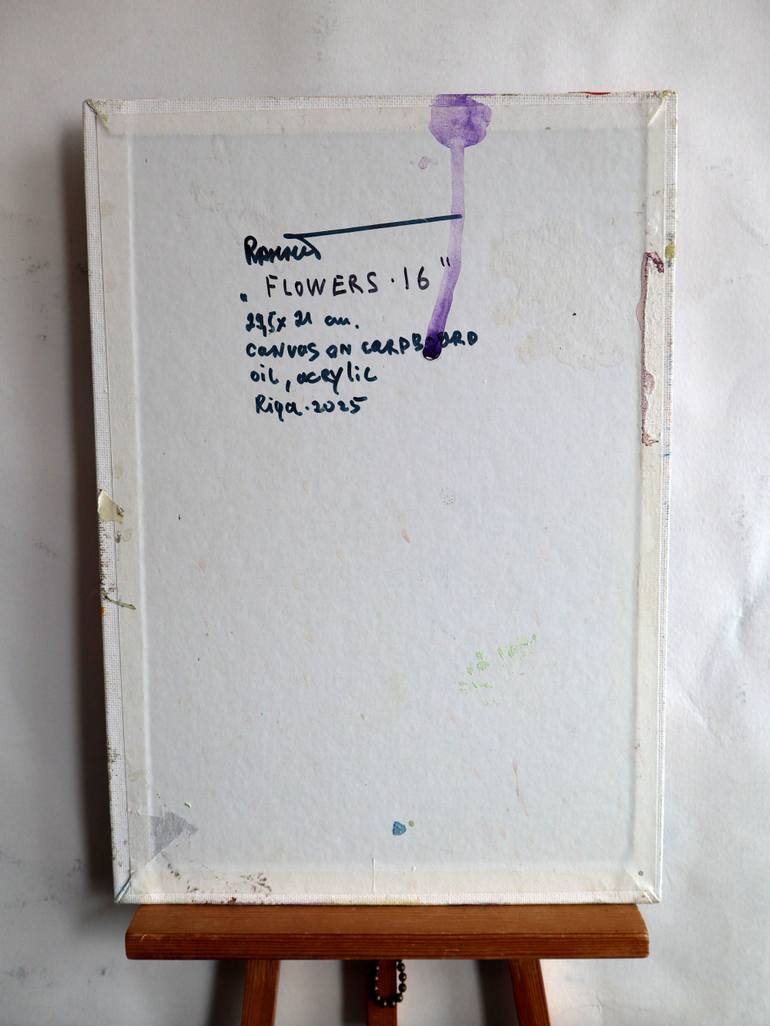 „ FLOWERS · 16 "
29,5x 21 cm.
CANVAS ON CARDBOARD
oil, acrylic
Riga · 2025